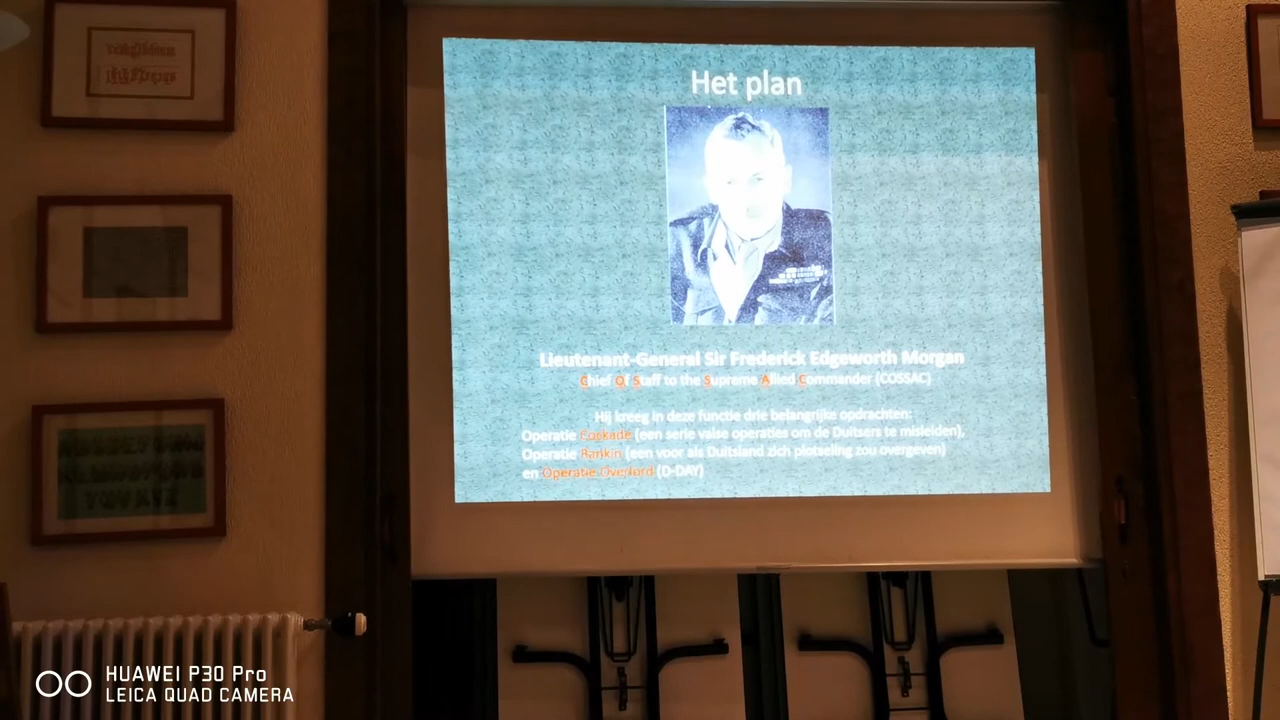 Het plan
Lieutenant-General Sir Frederick Edgeworth Morgan
Chief Of Staff to the Supreme Allied Commander (COSSAC)
Hij kreeg in deze functie drie belangrijke opdrachten:
Operatie Cockade (een serie valse operaties om de Duitsers te misleiden),
Operatie Rankin (een voor als Duitsland zich plotseling zou overgeven)
en Operatie Overlord (D-DAY)
HUAWEI P30 Pro
LEICA QUAD CAMERA